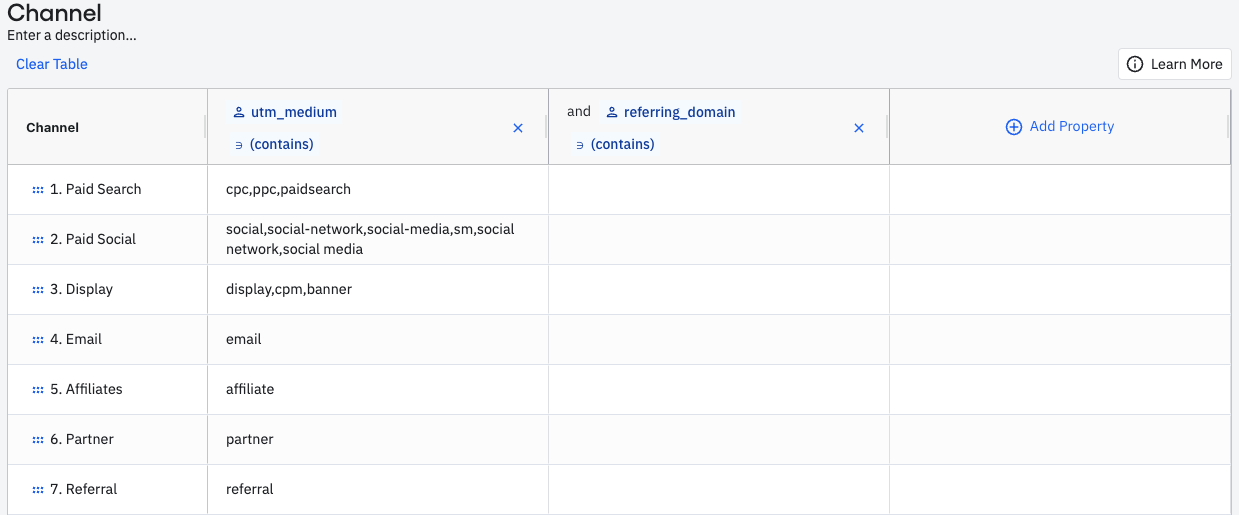 Channel
Enter a description...
Clear Table
Learn More
Channel
utm_medium
∋ (contains)
and referring_domain
∋ (contains)
Add Property
1. Paid Search
cpc,ppc,paidsearch
2. Paid Social
social,social-network,social-media,sm,social
network,social media
3. Display
display,cpm,banner
4. Email
email
5. Affiliates
affiliate
6. Partner
partner
7. Referral
referral